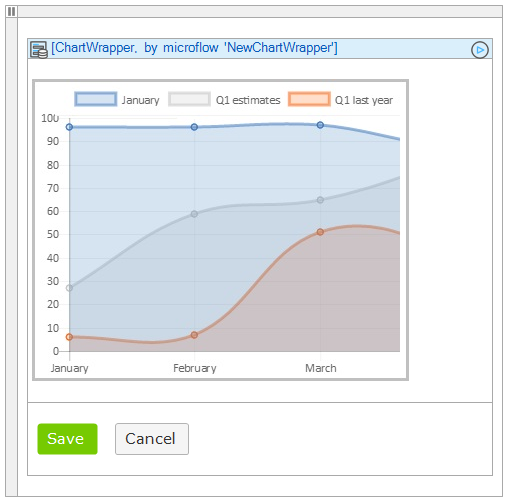 [ChartWrapper, by microflow 'NewChartWrapper']
January Q1 estimates Q1 last year
100
90
80
70
60
50
40
30
20
10
0
January February March
Save Cancel